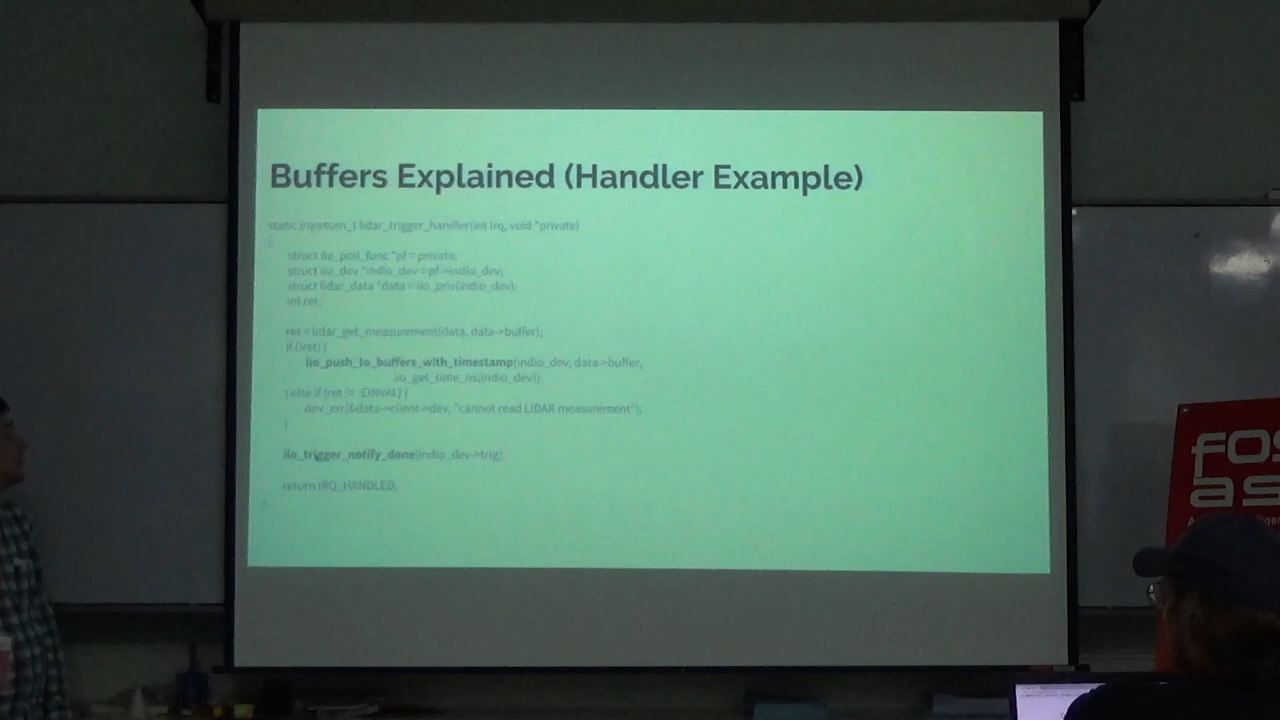 Buffers Explained (Handler Example)
static irqreturn_t lidar_trigger_handler(int irq, void *private)
{
struct iio_poll_func *pf = private;
struct iio_dev *indio_dev = pf->indio_dev;
struct lidar_data *data = iio_priv(indio_dev);
int ret;
ret = lidar_get_measurement(data, data->buffer);
if (!ret) {
iio_push_to_buffers_with_timestamp(indio_dev, data->buffer,
iio_get_time_ns(indio_dev));
} else if (ret != -EINVAL) {
dev_err(&data->client->dev, "cannot read LIDAR measurement");
}
iio_trigger_notify_done(indio_dev->trig);
return IRQ_HANDLED;
}
FOS
AS